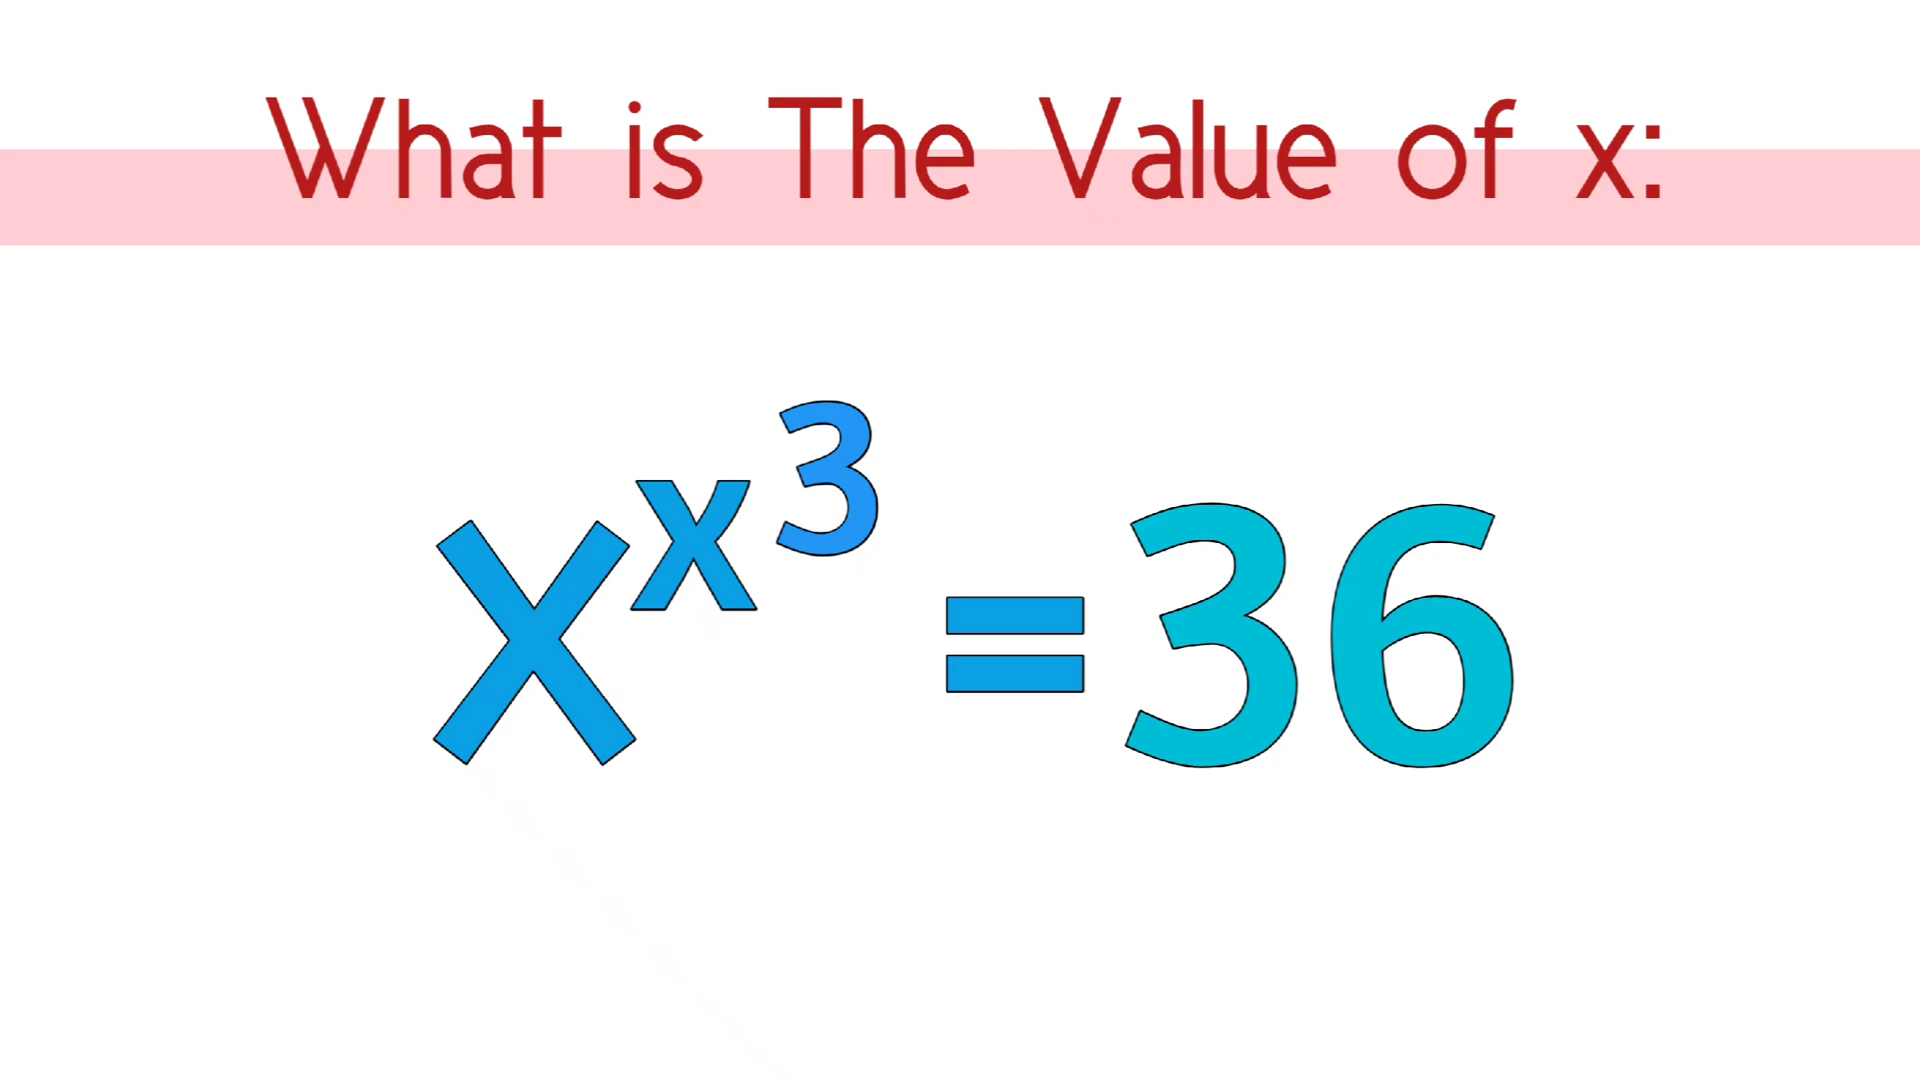 What is The Value of x:
x^{x^3} = 36